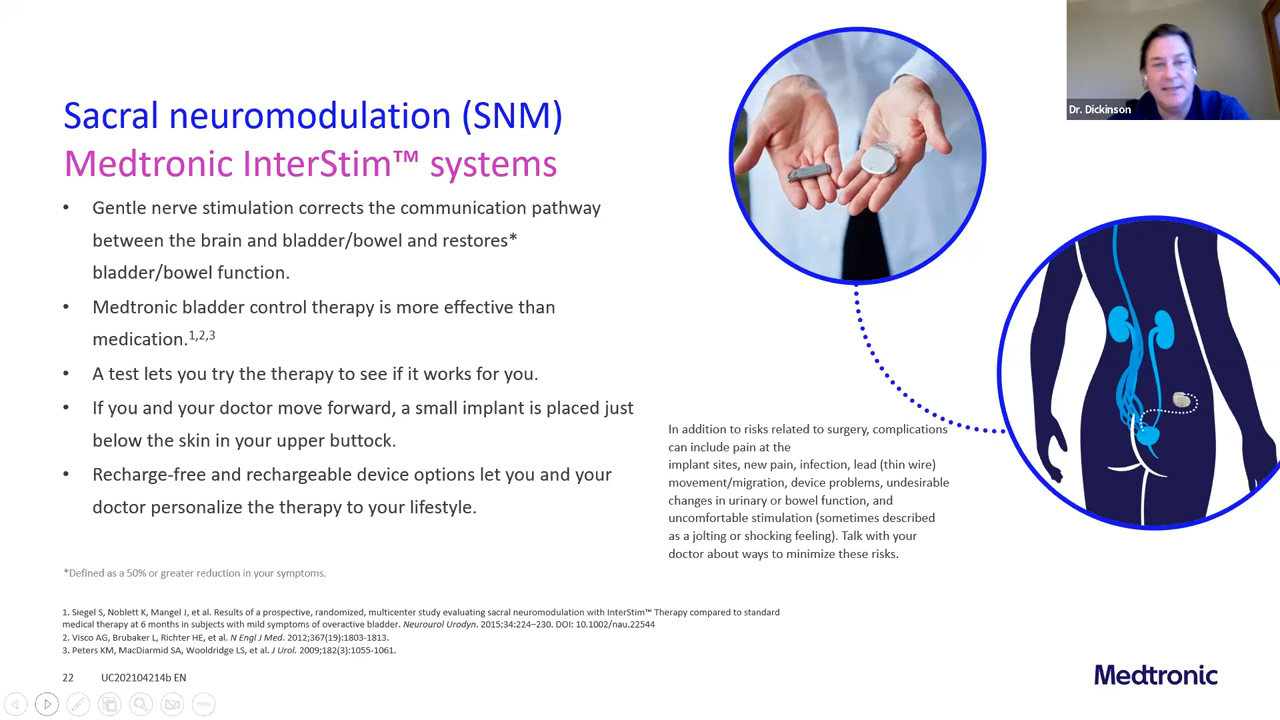 Sacral neuromodulation (SNM)
Medtronic InterStim™ systems
• Gentle nerve stimulation corrects the communication pathway
between the brain and bladder/bowel and restores*
bladder/bowel function.
• Medtronic bladder control therapy is more effective than
medication.1,2,3
• A test lets you try the therapy to see if it works for you.
• If you and your doctor move forward, a small implant is placed just
below the skin in your upper buttock.
• Recharge-free and rechargeable device options let you and your
doctor personalize the therapy to your lifestyle.
*Defined as a 50% or greater reduction in your symptoms.
1. Siegel S, Noblett K, Mangel J, et al. Results of a prospective, randomized, multicenter study evaluating sacral neuromodulation with InterStim™ Therapy compared to standard
medical therapy at 6 months in subjects with mild symptoms of overactive bladder. Neurourol Urodyn. 2015;34:224–230. DOI: 10.1002/nau.22544
2. Visco AG, Brubaker L, Richter HE, et al. N Engl J Med. 2012;367(19):1803-1813.
3. Peters KM, MacDiarmid SA, Wooldridge LS, et al. J Urol. 2009;182(3):1055-1061.
22 UC202104214b EN
In addition to risks related to surgery, complications
can include pain at the
implant sites, new pain, infection, lead (thin wire)
movement/migration, device problems, undesirable
changes in urinary or bowel function, and
uncomfortable stimulation (sometimes described
as a jolting or shocking feeling). Talk with your
doctor about ways to minimize these risks.
Dr. Dickinson
Medtronic